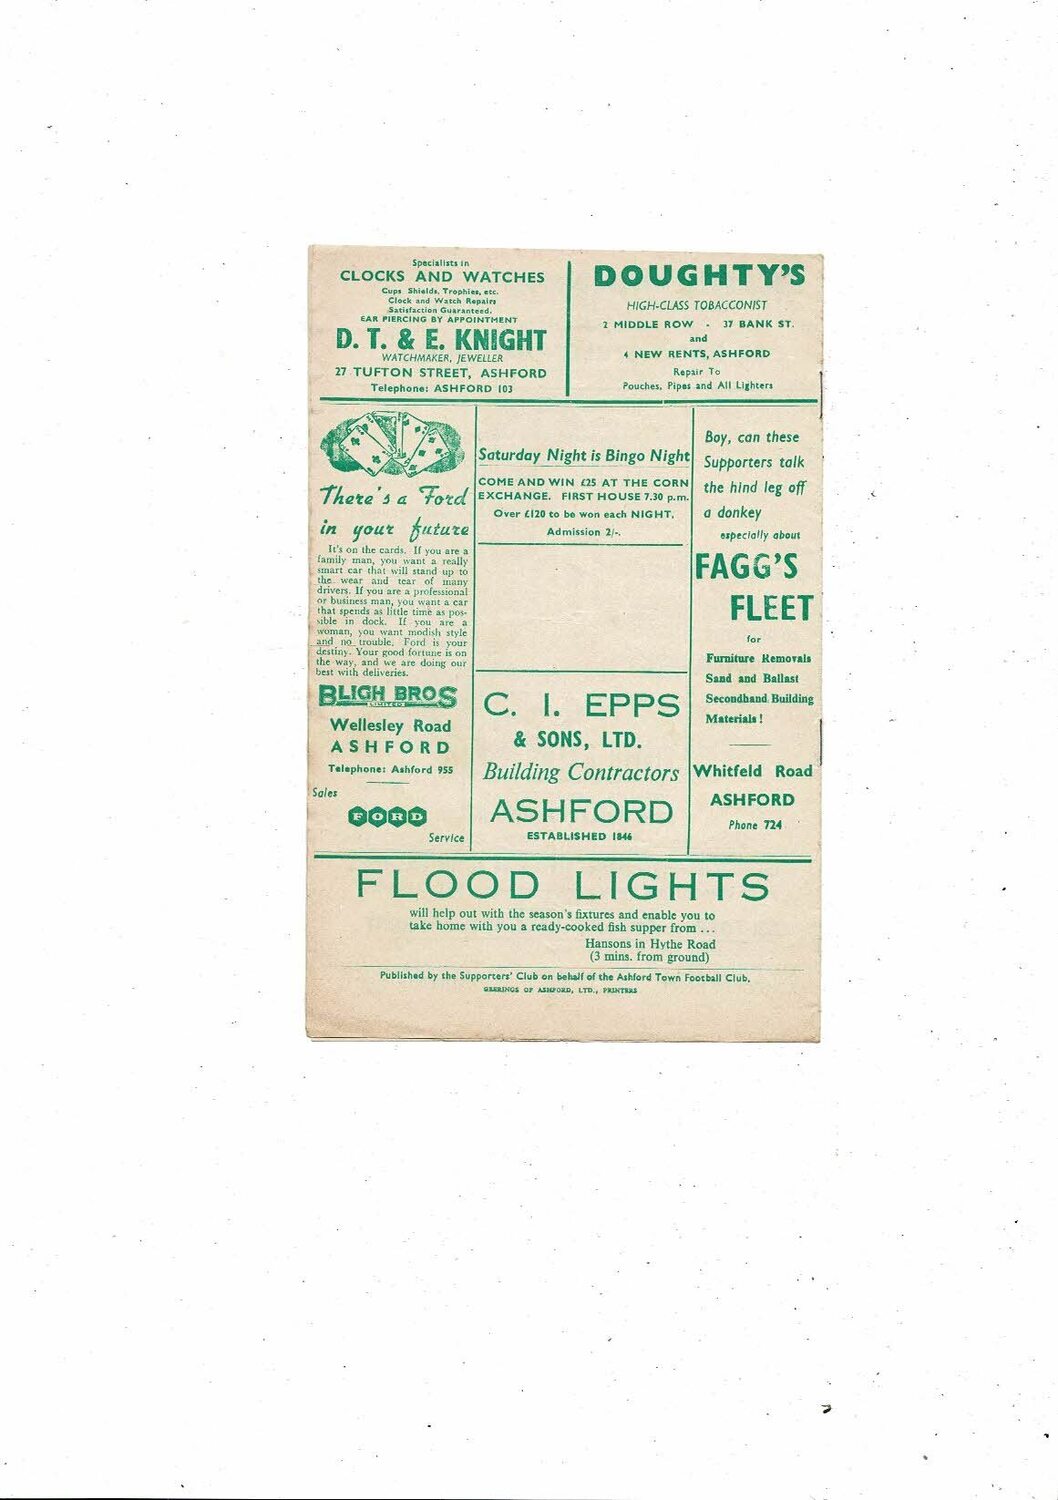 Specialists in
CLOCKS AND WATCHES
Cups, Shields, Trophies, etc.
Clock and Watch Repairs
Satisfaction Guaranteed.
EAR PIERCING BY APPOINTMENT
D. T. & E. KNIGHT
WATCHMAKER, JEWELLER
27 TUFTON STREET, ASHFORD
Telephone: ASHFORD 103
DOUGHTY'S
HIGH-CLASS TOBACCONIST
2 MIDDLE ROW - 37 BANK ST.
and
4 NEW RENTS, ASHFORD
Repair To
Pouches, Pipes and All Lighters
There's a Ford
in your future
It's on the cards. If you are a
family man, you want a really
smart car that will stand up to
the wear and tear of many
drivers. If you are a professional
or business man, you want a car
that spends as little time as pos-
sible in dock. If you are a
woman, you want modish style
and no trouble. Ford is your
destiny. Your good fortune is on
the way, and we are doing our
best with deliveries.
BLIGH BROS
LIMITED
Wellesley Road
ASHFORD
Telephone: Ashford 955
Sales
FORD
Service
Saturday Night is Bingo Night
COME AND WIN £25 AT THE CORN
EXCHANGE. FIRST HOUSE 7.30 p.m.
Over £120 to be won each NIGHT.
Admission 2/-.
C. I. EPPS
& SONS, LTD.
Building Contractors
ASHFORD
ESTABLISHED 1846
Boy, can these
Supporters talk
the hind leg off
a donkey
especially about
FAGG'S
FLEET
for
Furniture Removals
Sand and Ballast
Secondhand Building
Materials!
Whitfeld Road
ASHFORD
Phone 724
FLOOD LIGHTS
will help out with the season's fixtures and enable you to
take home with you a ready-cooked fish supper from ...
Hansons in Hythe Road
(3 mins. from ground)
Published by the Supporters' Club on behalf of the Ashford Town Football Club.
GEERINGS OF ASHFORD, LTD., PRINTERS